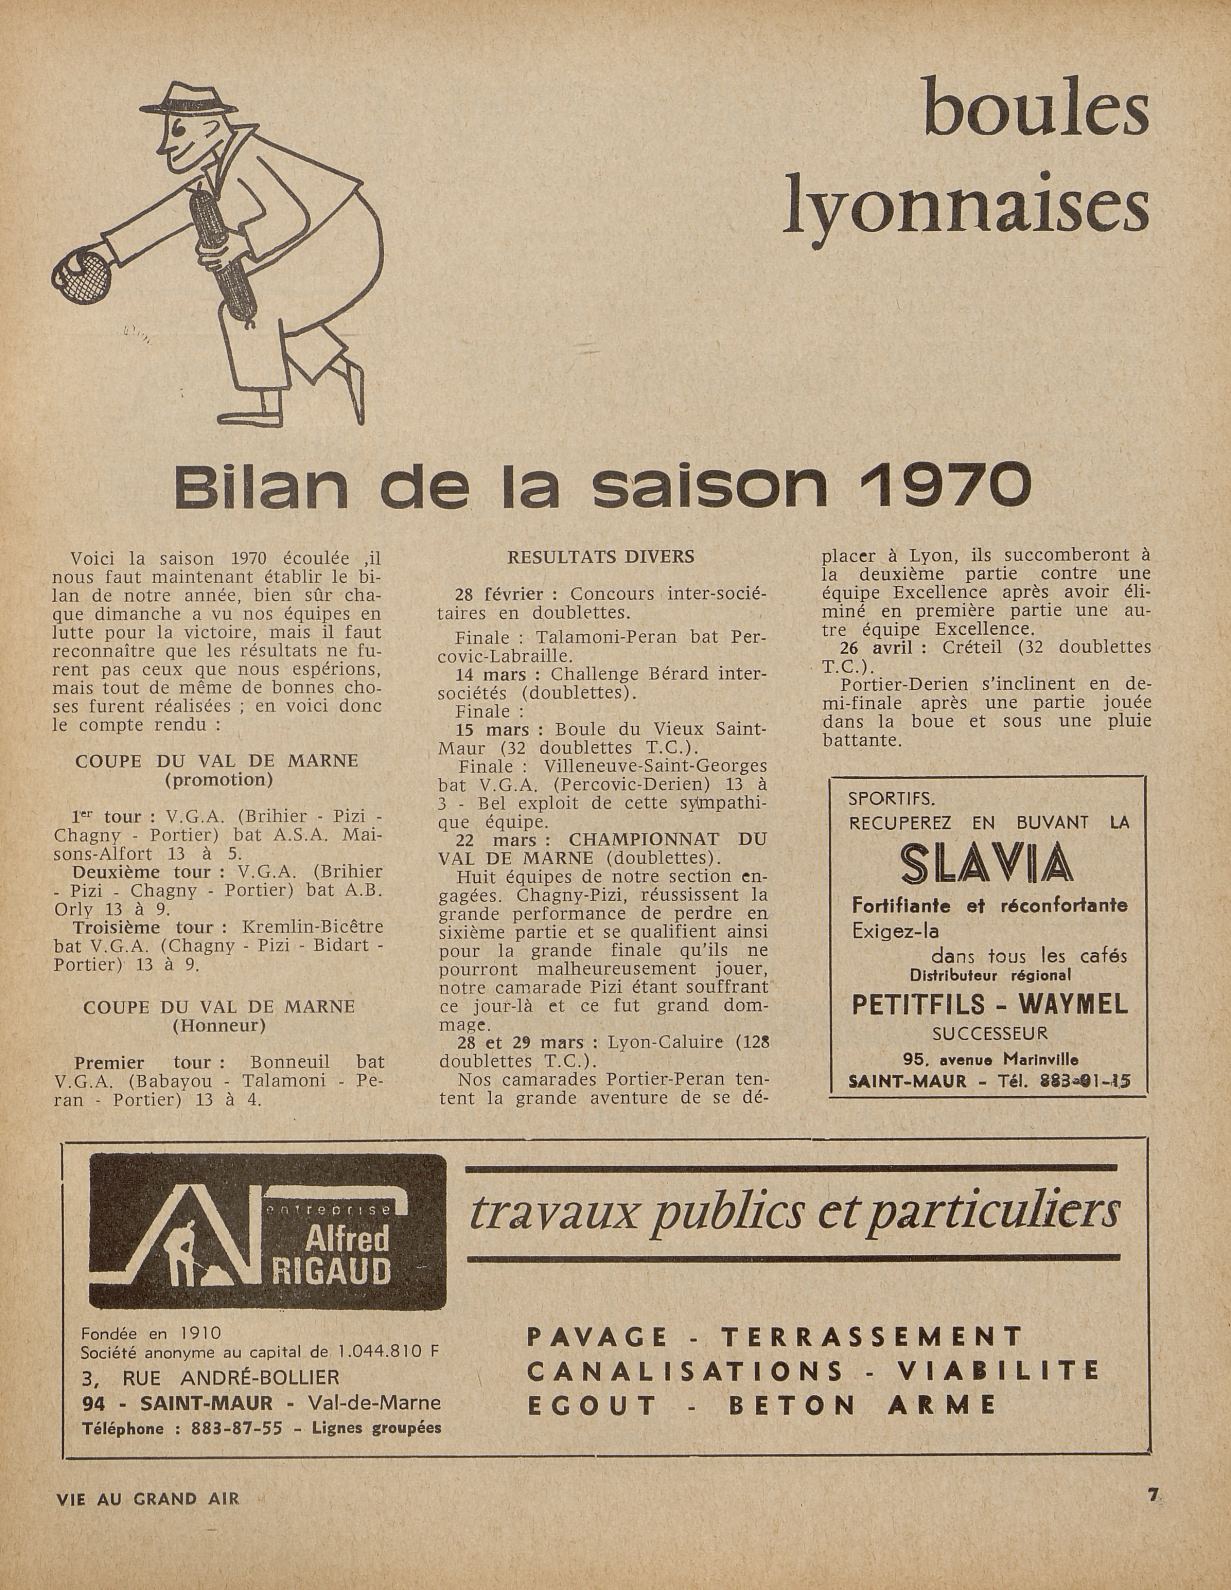 boules
lyonnaises
Bilan de la saison 1970
Voici la saison 1970 écoulée ,il
nous faut maintenant établir le bi-
lan de notre année, bien sûr cha-
que dimanche a vu nos équipes en
lutte pour la victoire, mais il faut
reconnaître que les résultats ne fu-
rent pas ceux que nous espérions,
mais tout de même de bonnes cho-
ses furent réalisées ; en voici donc
le compte rendu :
COUPE DU VAL DE MARNE
(promotion)
1er tour : V.G.A. (Brihier - Pizi -
Chagny - Portier) bat A.S.A. Mai-
sons-Alfort 13 à 5.
Deuxième tour : V.G.A. (Brihier
- Pizi - Chagny - Portier) bat A.B.
Orly 13 à 9.
Troisième tour : Kremlin-Bicêtre
bat V.G.A. (Chagny - Pizi - Bidart -
Portier) 13 à 9.
COUPE DU VAL DE MARNE
(Honneur)
Premier tour : Bonneuil bat
V.G.A. (Babayou - Talamoni - Pe-
ran - Portier) 13 à 4.
RESULTATS DIVERS
28 février : Concours inter-socié-
taires en doublettes.
Finale : Talamoni-Peran bat Per-
covic-Labraille.
14 mars : Challenge Bérard inter-
sociétés (doublettes).
Finale :
15 mars : Boule du Vieux Saint-
Maur (32 doublettes T.C.).
Finale : Villeneuve-Saint-Georges
bat V.G.A. (Percovic-Derien) 13 à
3 - Bel exploit de cette sympathi-
que équipe.
22 mars : CHAMPIONNAT DU
VAL DE MARNE (doublettes).
Huit équipes de notre section en-
gagées. Chagny-Pizi, réussissent la
grande performance de perdre en
sixième partie et se qualifient ainsi
pour la grande finale qu'ils ne
pourront malheureusement jouer,
notre camarade Pizi étant souffrant
ce jour-là et ce fut grand dom-
mage.
28 et 29 mars : Lyon-Caluire (128
doublettes T.C.).
Nos camarades Portier-Peran ten-
tent la grande aventure de se dé-
placer à Lyon, ils succomberont à
la deuxième partie contre une
équipe Excellence après avoir éli-
miné en première partie une au-
tre équipe Excellence.
26 avril : Créteil (32 doublettes
T.C.).
Portier-Derien s'inclinent en de-
mi-finale après une partie jouée
dans la boue et sous une pluie
battante.
SPORTIFS.
RECUPEREZ EN BUVANT LA
SLAVIA
Fortifiante et réconfortante
Exigez-la
dans tous les cafés
Distributeur régional
PETITFILS - WAYMEL
SUCCESSEUR
95, avenue Marinville
SAINT-MAUR - Tél. 883-01-15
entreprise
Alfred
RIGAUD
travaux publics et particuliers
Fondée en 1910
Société anonyme au capital de 1.044.810 F
3, RUE ANDRÉ-BOLLIER
94 - SAINT-MAUR - Val-de-Marne
Téléphone : 883-87-55 - Lignes groupées
PAVAGE - TERRASSEMENT
CANALISATIONS - VIABILITE
EGOUT - BETON ARME
VIE AU GRAND AIR
7